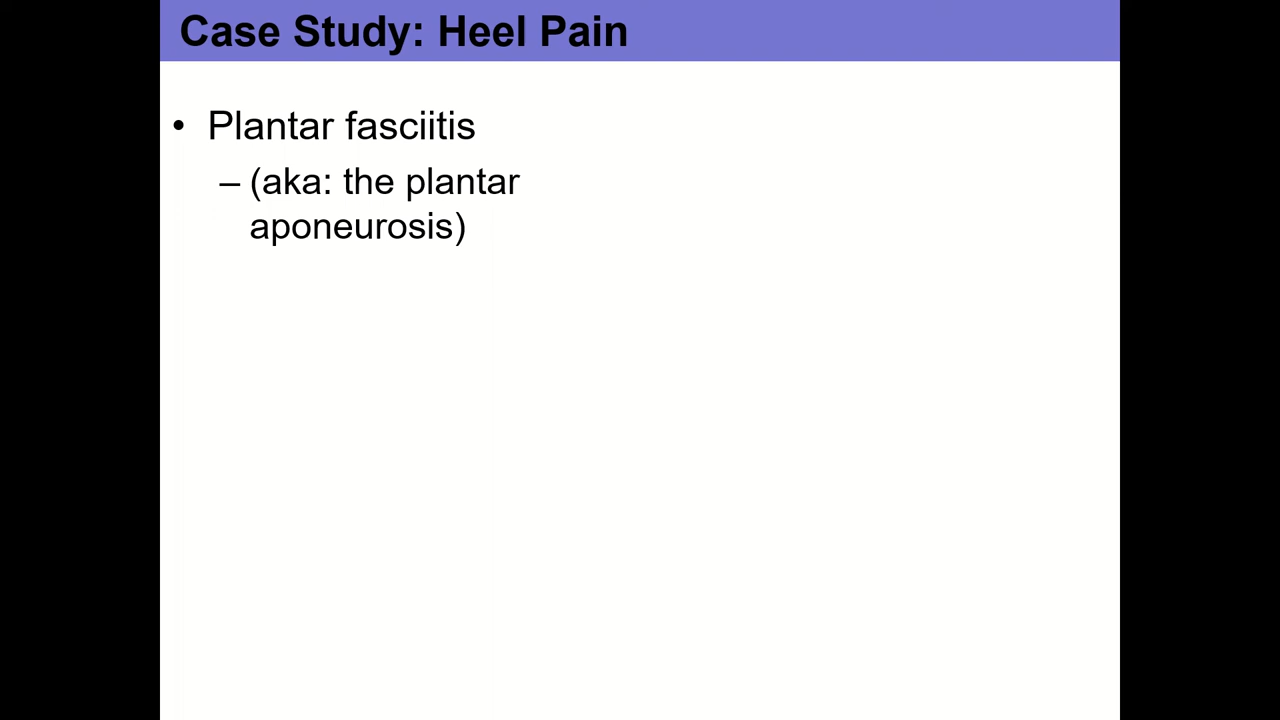 Case Study: Heel Pain
• Plantar fasciitis
– (aka: the plantar
aponeurosis)